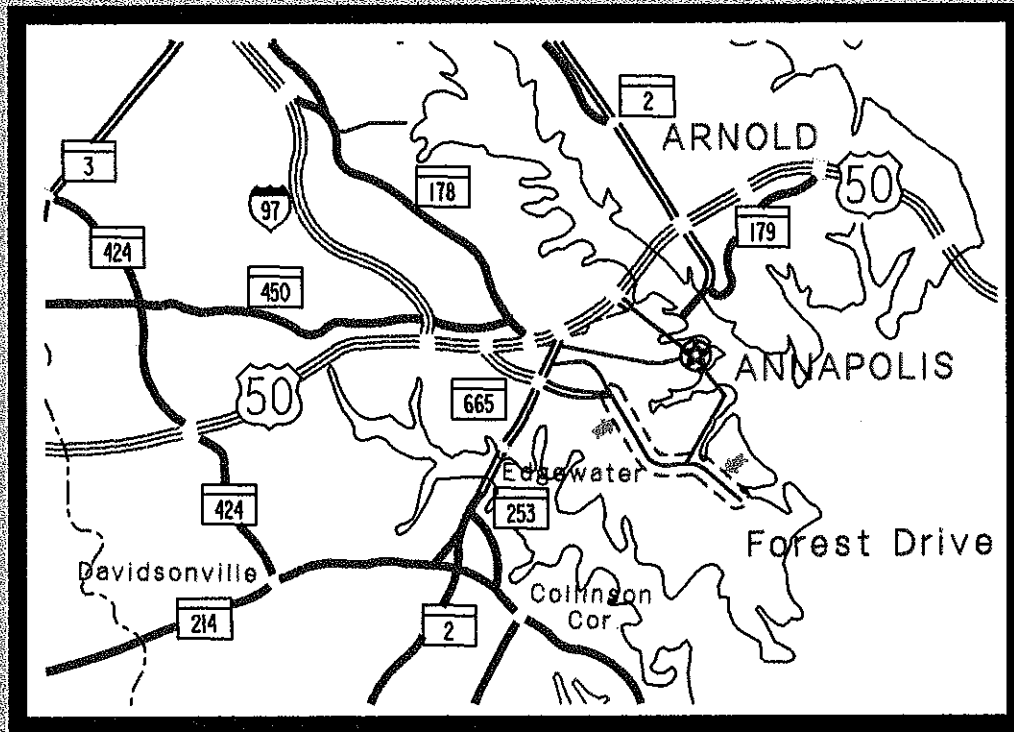 2
ARNOLD
3
50
178
97
179
424
450
ANNAPOLIS
50
665
Edgewater
424
253
Forest Drive
Davidsonville
Collinson
Cor.
214
2